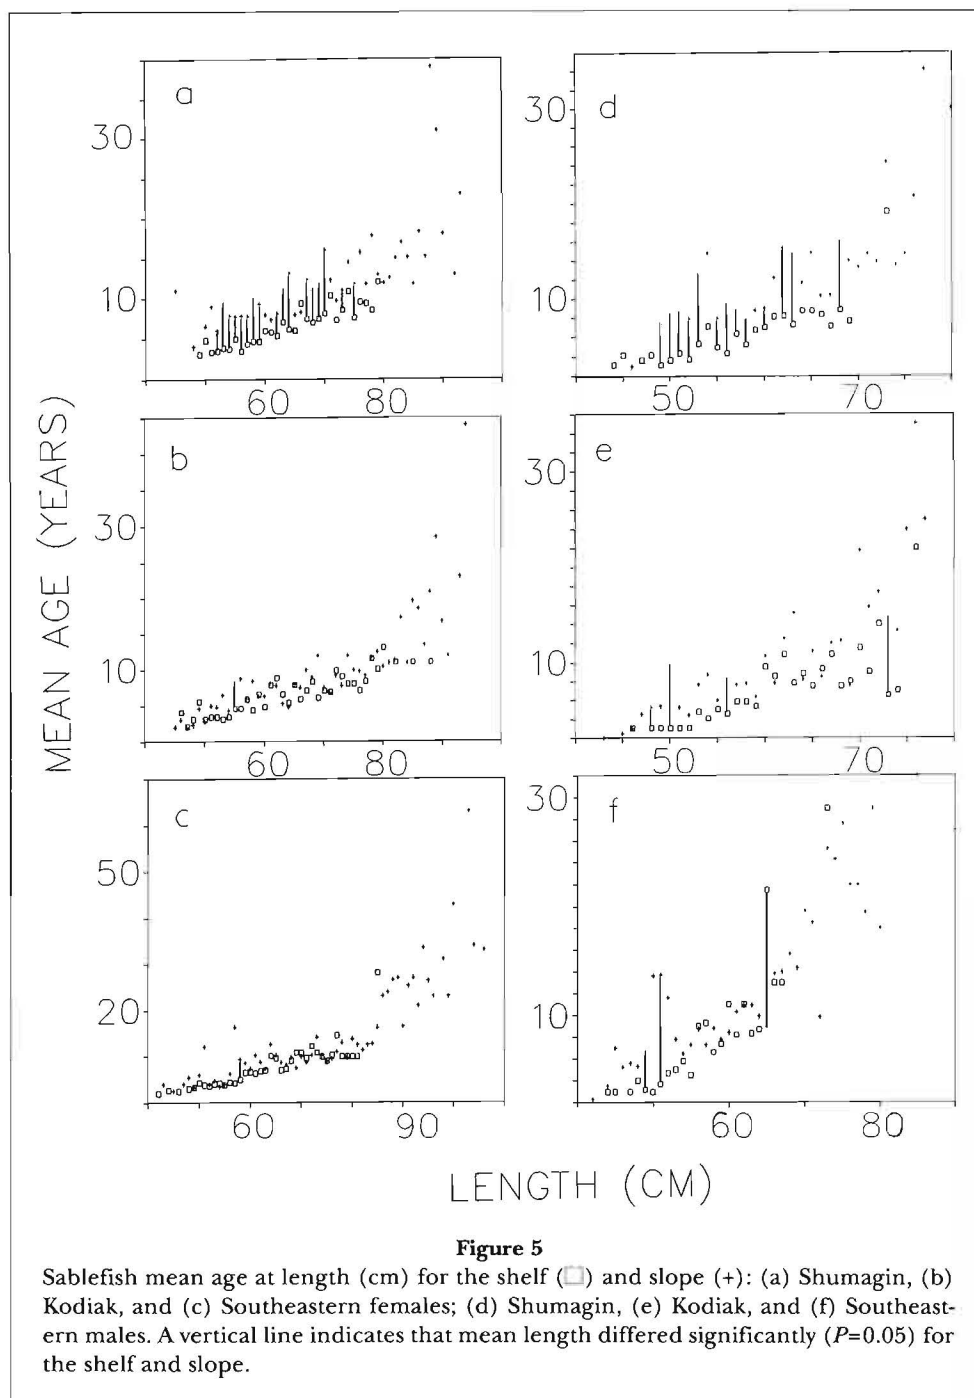 MEAN AGE (YEARS)
a
30
10
60 80
d
30
10
50 70
b
30
10
60 80
e
30
10
50 70
c
50
20
60 90
f
30
10
60 80
LENGTH (CM)
Figure 5
Sablefish mean age at length (cm) for the shelf (□) and slope (+): (a) Shumagin, (b)
Kodiak, and (c) Southeastern females; (d) Shumagin, (e) Kodiak, and (f) Southeast-
ern males. A vertical line indicates that mean length differed significantly (P=0.05) for
the shelf and slope.